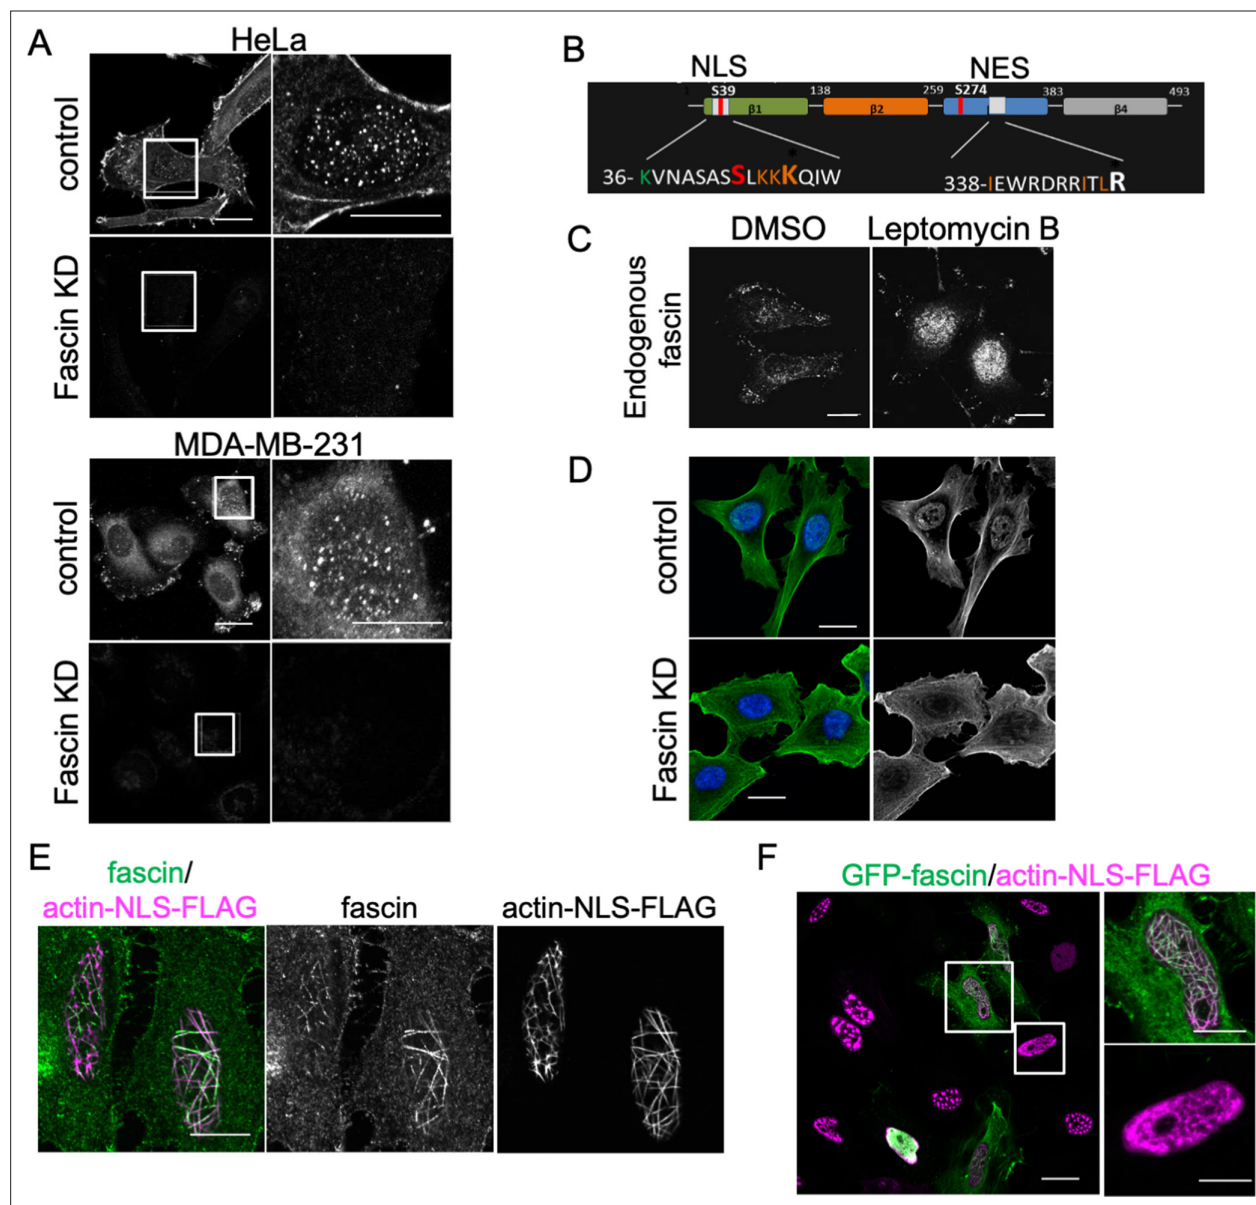 A
HeLa
control
Fascin KD
MDA-MB-231
control
Fascin KD
B
NLS
NES
S39
138
259
S274
383
493
β1
β2
β4
36- KVNASASSLKKKQIW
*
338-IEWRDRRITLR
*
C
DMSO
Leptomycin B
Endogenous
fascin
D
control
Fascin KD
E
fascin/
actin-NLS-FLAG
fascin
actin-NLS-FLAG
F
GFP-fascin/actin-NLS-FLAG